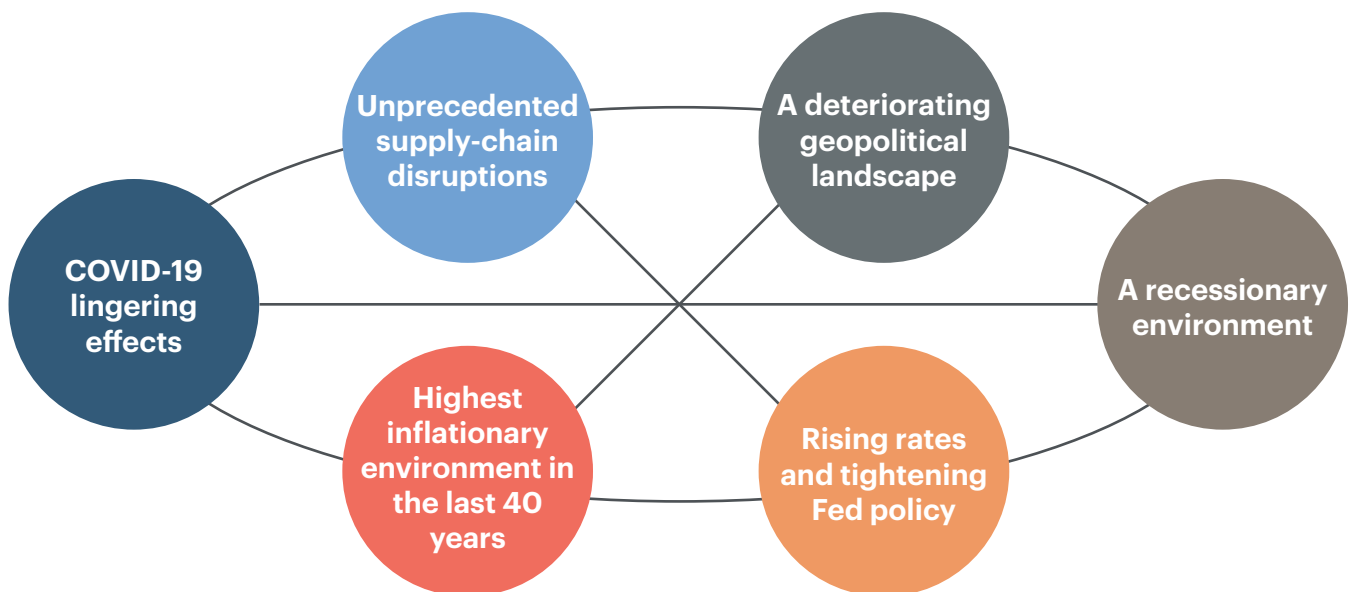 Unprecedented
supply-chain
disruptions
A deteriorating
geopolitical
landscape
COVID-19
lingering
effects
A recessionary
environment
Highest
inflationary
environment in
the last 40
years
Rising rates
and tightening
Fed policy